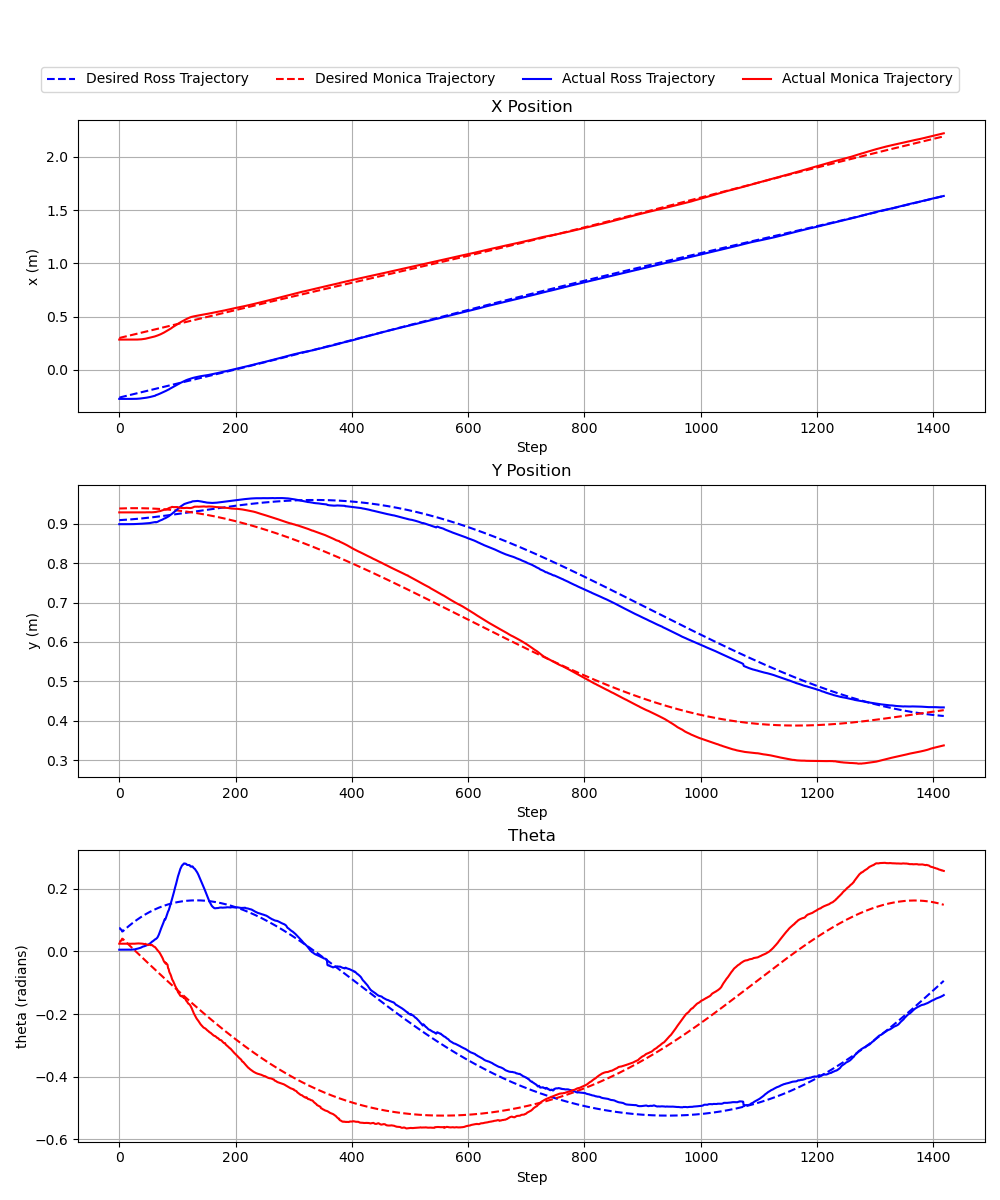 Desired Ross Trajectory Desired Monica Trajectory Actual Ross Trajectory Actual Monica Trajectory
X Position
2.0
1.5
1.0
0.5
0.0
x (m)
0 200 400 600 800 1000 1200 1400
Step
Y Position
0.9
0.8
0.7
0.6
0.5
0.4
0.3
y (m)
0 200 400 600 800 1000 1200 1400
Step
Theta
0.2
0.0
−0.2
−0.4
−0.6
theta (radians)
0 200 400 600 800 1000 1200 1400
Step